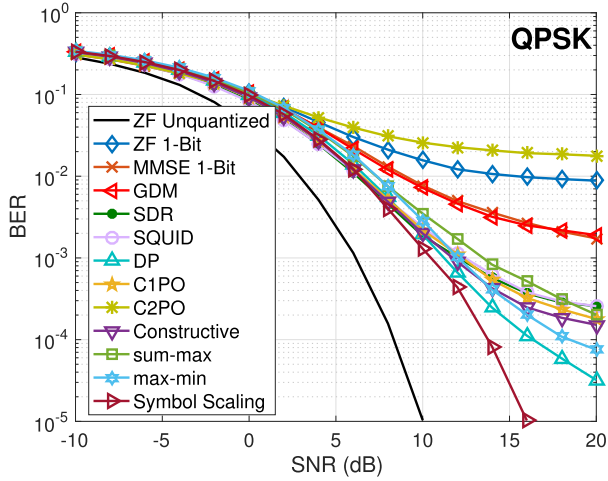 QPSK
10^0
10^-1
10^-2
10^-3
10^-4
10^-5
BER
ZF Unquantized
ZF 1-Bit
MMSE 1-Bit
GDM
SDR
SQUID
DP
C1PO
C2PO
Constructive
sum-max
max-min
Symbol Scaling
-10 -5 0 5 10 15 20
SNR (dB)